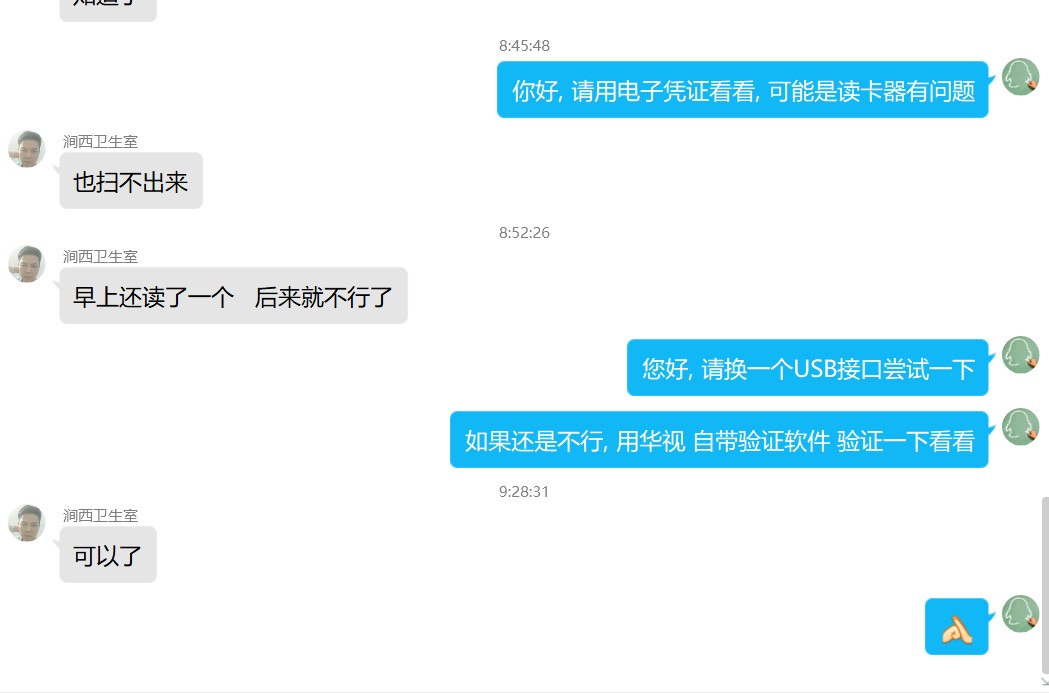 知道了
8:45:48
你好, 请用电子凭证看看, 可能是读卡器有问题
涧西卫生室
也扫不出来
8:52:26
涧西卫生室
早上还读了一个 后来就不行了
您好, 请换一个USB接口尝试一下
如果还是不行, 用华视 自带验证软件 验证一下看看
9:28:31
涧西卫生室
可以了